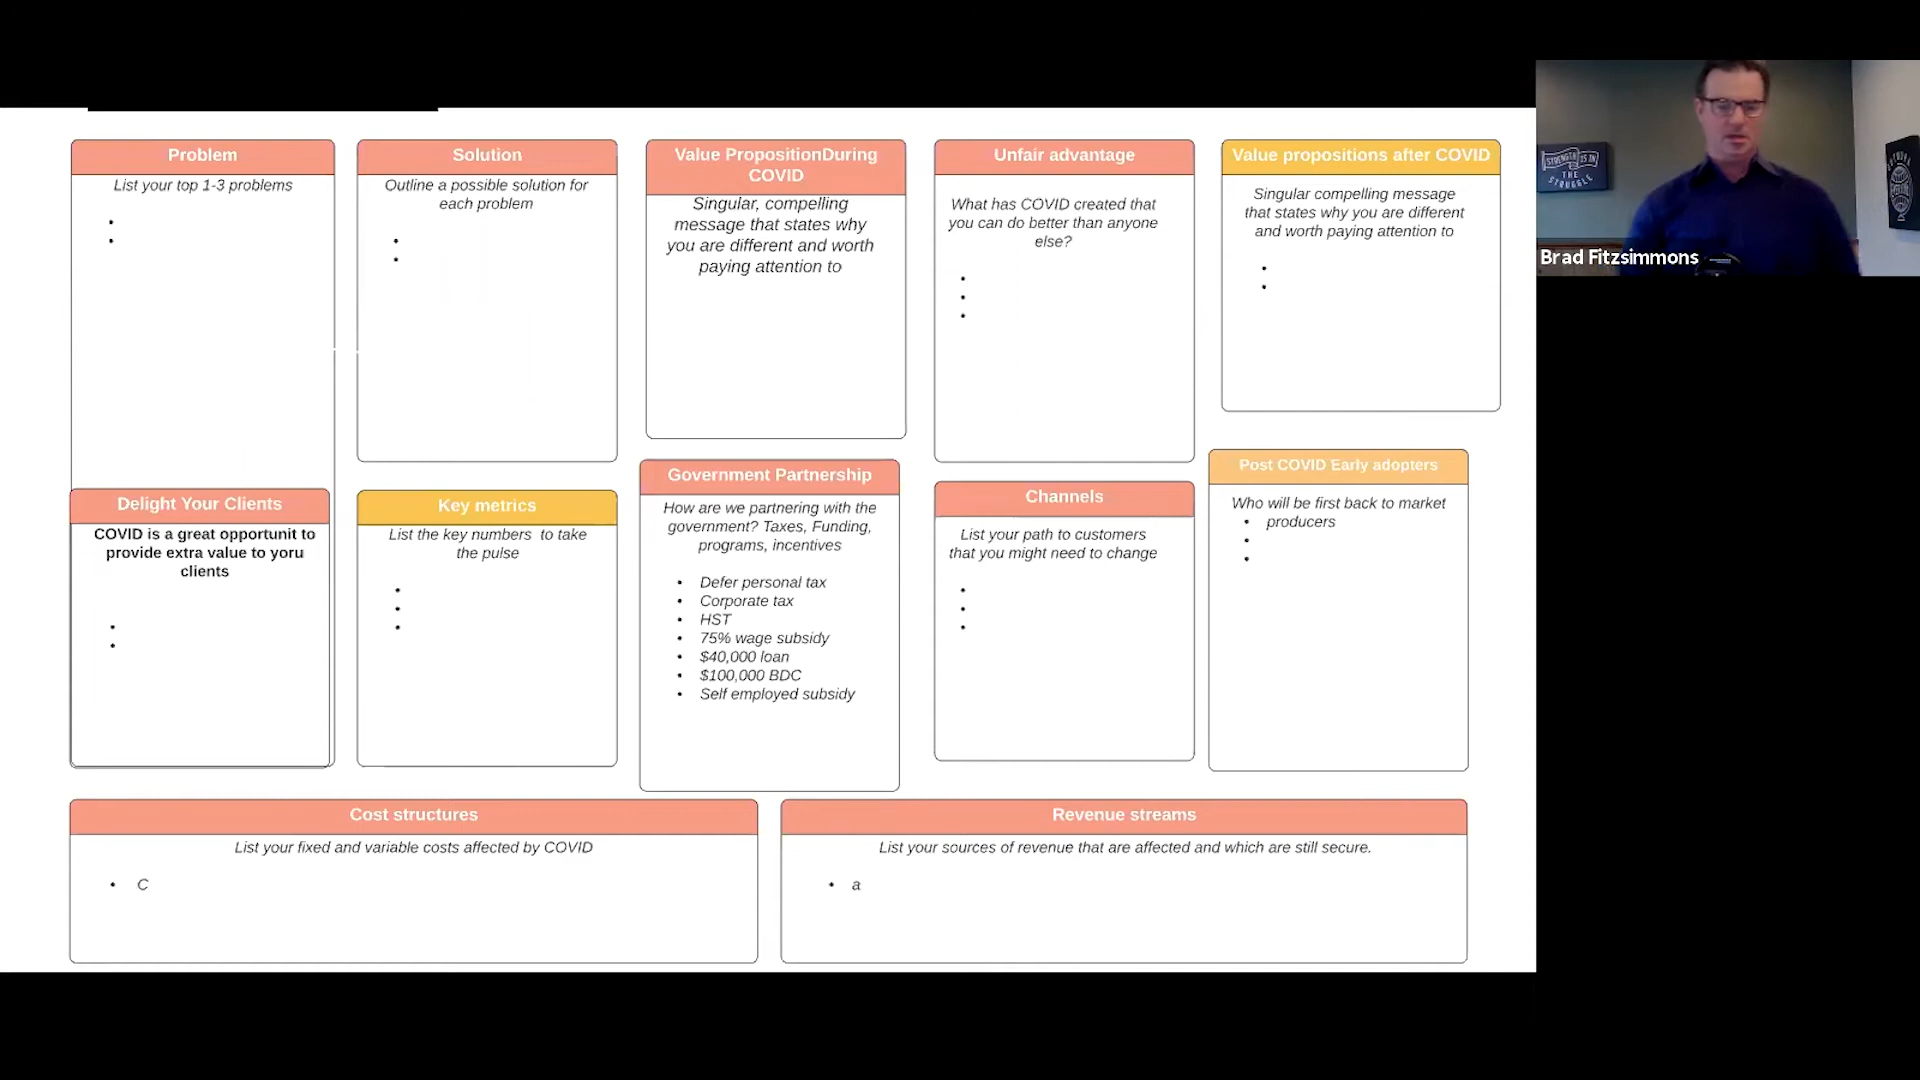 Problem
List your top 1-3 problems
Solution
Outline a possible solution for
each problem
Value PropositionDuring
COVID
Singular, compelling
message that states why
you are different and worth
paying attention to
Unfair advantage
What has COVID created that
you can do better than anyone
else?
Value propositions after COVID
Singular compelling message
that states why you are different
and worth paying attention to
STRENGTH IS IN
THE
STRUGGLE
Brad Fitzsimmons
Delight Your Clients
COVID is a great opportunit to
provide extra value to yoru
clients
Key metrics
List the key numbers  to take
the pulse
Government Partnership
How are we partnering with the
government? Taxes, Funding,
programs, incentives
• Defer personal tax
• Corporate tax
• HST
• 75% wage subsidy
• $40,000 loan
• $100,000 BDC
• Self employed subsidy
Channels
List your path to customers
that you might need to change
Post COVID Early adopters
Who will be first back to market
• producers
Cost structures
List your fixed and variable costs affected by COVID
• C
Revenue streams
List your sources of revenue that are affected and which are still secure.
• a